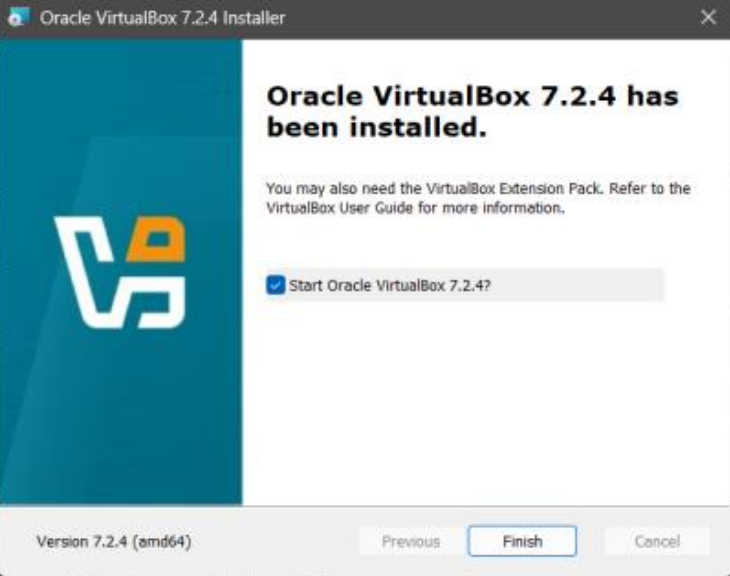 Oracle VirtualBox 7.2.4 Installer
Oracle VirtualBox 7.2.4 has
been installed.
You may also need the VirtualBox Extension Pack. Refer to the
VirtualBox User Guide for more information.
Start Oracle VirtualBox 7.2.4?
Version 7.2.4 (amd64)
Previous
Finish
Cancel